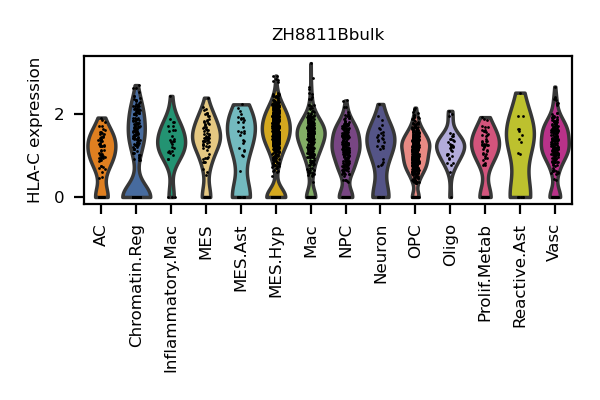 ZH8811Bbulk
HLA-C expression
2
0
AC
Chromatin.Reg
Inflammatory.Mac
MES
MES.Ast
MES.Hyp
Mac
NPC
Neuron
OPC
Oligo
Prolif.Metab
Reactive.Ast
Vasc